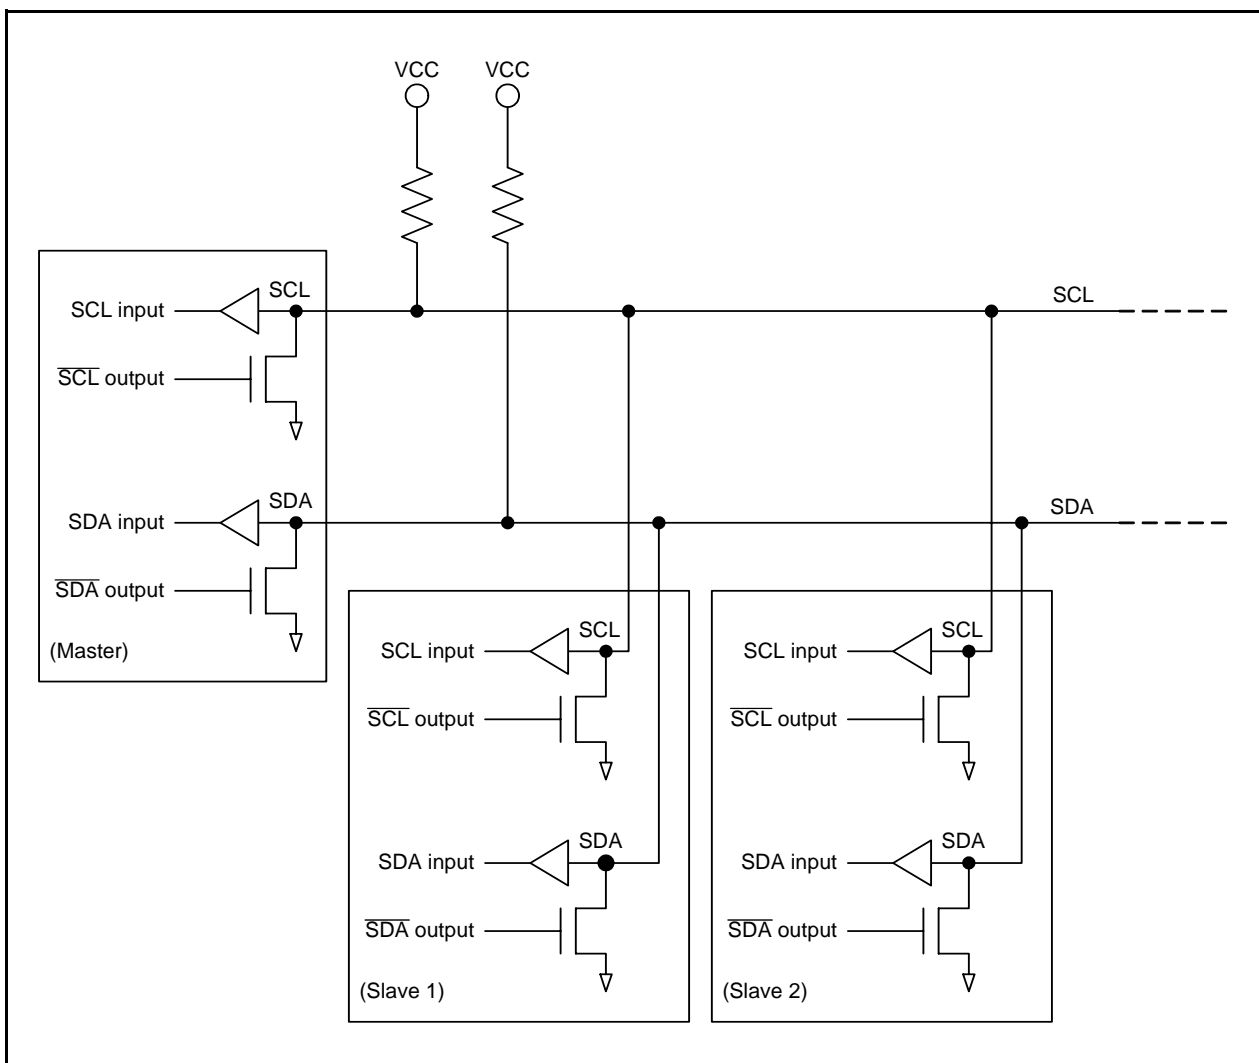 VCC VCC
SCL SCL
SCL input
SCL output
SDA SDA
SDA input
SDA output
(Master)
SCL SCL
SCL input SCL input
SCL output SCL output
SDA SDA
SDA input SDA input
SDA output SDA output
(Slave 1) (Slave 2)